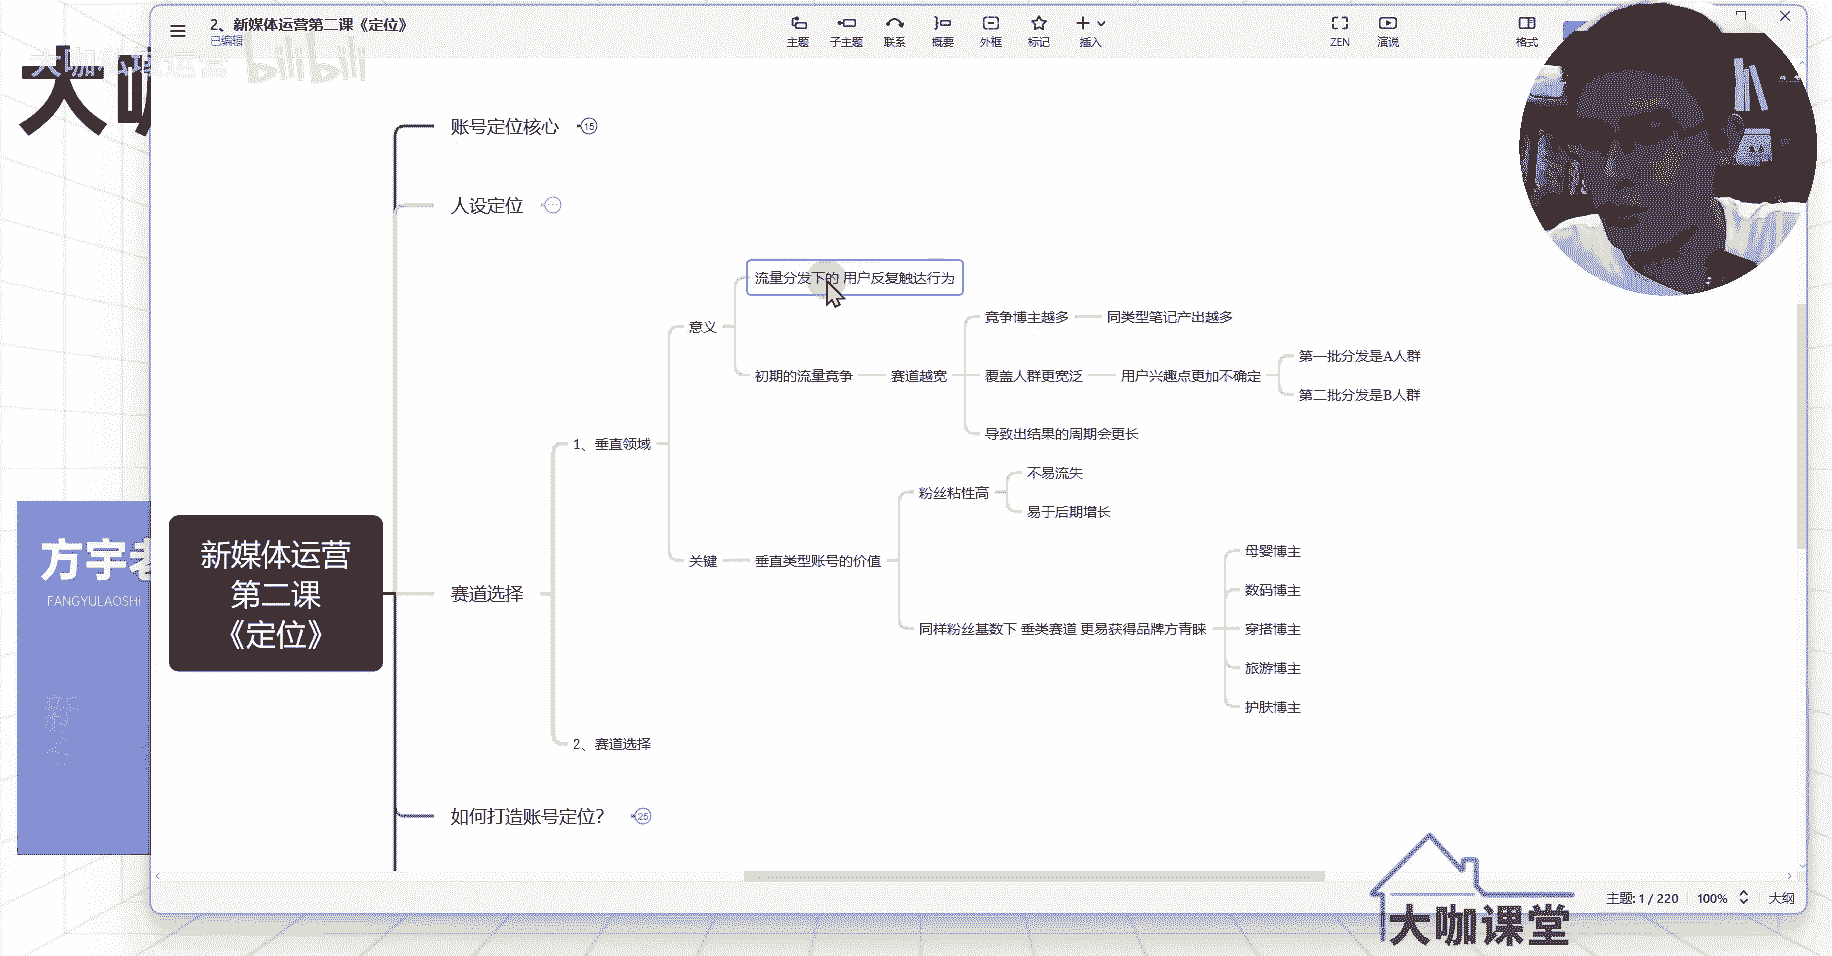 2、新媒体运营第二课《定位》
已编辑
主题
子主题
联系
概要
外框
标记
插入
ZEN
演说
格式
bilibili
大咖
账号定位核心
15
人设定位
流量分发下的 用户反复触达行为
意义
竞争博主越多
同类型笔记产出越多
初期的流量竞争
赛道越宽
覆盖人群更宽泛
用户兴趣点更加不确定
第一批分发是A人群
第二批分发是B人群
导致出结果的周期会更长
1、垂直领域
不易流失
粉丝粘性高
易于后期增长
关键
垂直类型账号的价值
母婴博主
数码博主
同样粉丝基数下 垂类赛道 更易获得品牌方青睐
穿搭博主
旅游博主
护肤博主
新媒体运营
第二课
《定位》
赛道选择
2、赛道选择
如何打造账号定位?
25
方宇老
FANGYULAOSHI
主题: 1 / 220
100%
大纲
大咖课堂